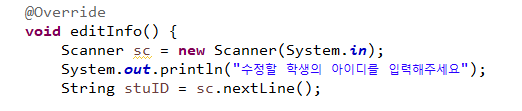 @Override
void editInfo() {
Scanner sc = new Scanner(System.in);
System.out.println("수정할 학생의 아이디를 입력해주세요");
String stuID = sc.nextLine();